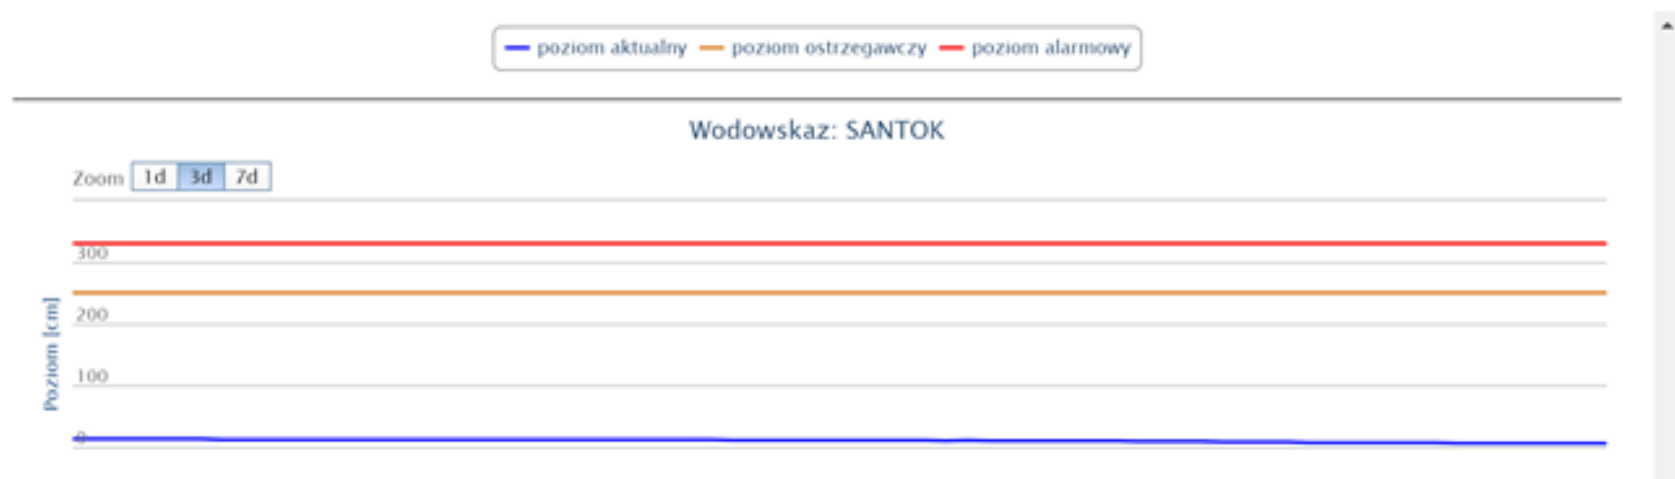 poziom aktualny poziom ostrzegawczy poziom alarmowy
Wodowskaz: SANTOK
Zoom 1d 3d 7d
300
200
100
0
Poziom [cm]